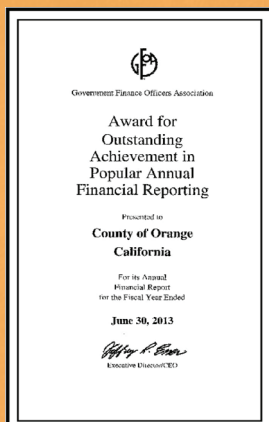 Government Finance Officers Association
Award for
Outstanding
Achievement in
Popular Annual
Financial Reporting
Presented to
County of Orange
California
For its Annual
Financial Report
for the Fiscal Year Ended
June 30, 2013
Executive Director/CEO